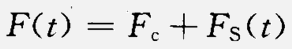 F(t) = F_c + F_S(t)